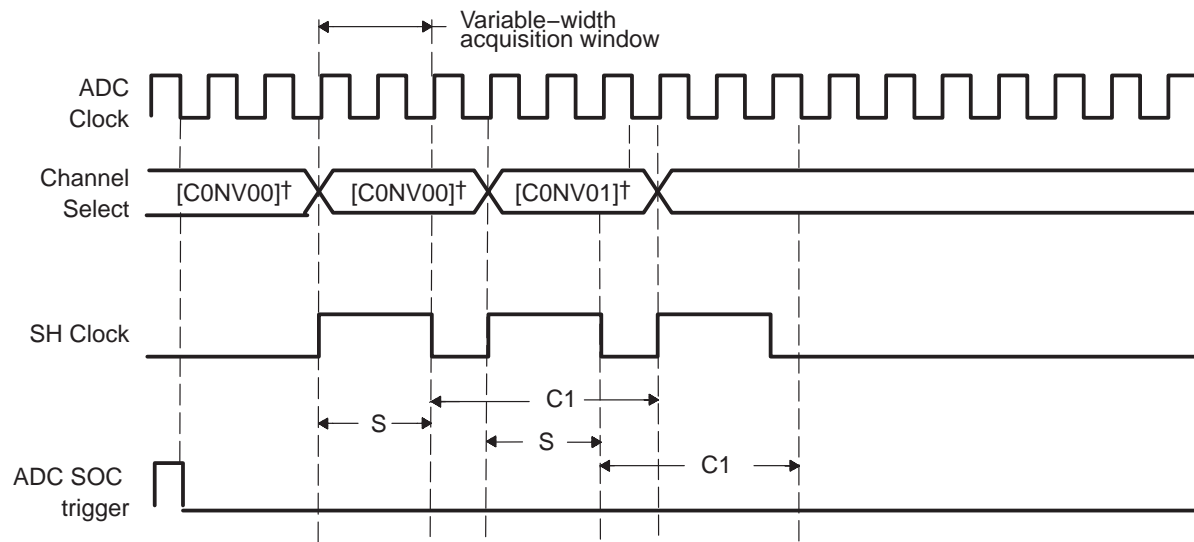 Variable–width
acquisition window
ADC
Clock
Channel
Select
[C0NV00]† [C0NV00]† [C0NV01]†
SH Clock
C1
S
S
C1
ADC SOC
trigger